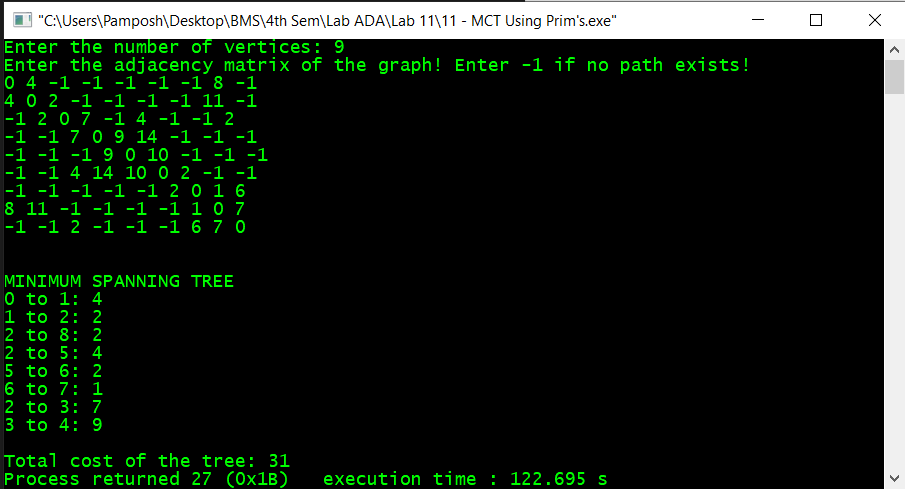 "C:\Users\Pamposh\Desktop\BMS\4th Sem\Lab ADA\Lab 11\11 - MCT Using Prim's.exe"
Enter the number of vertices: 9
Enter the adjacency matrix of the graph! Enter -1 if no path exists!
0 4 -1 -1 -1 -1 -1 8 -1
4 0 2 -1 -1 -1 -1 11 -1
-1 2 0 7 -1 4 -1 -1 2
-1 -1 7 0 9 14 -1 -1 -1
-1 -1 -1 9 0 10 -1 -1 -1
-1 -1 4 14 10 0 2 -1 -1
-1 -1 -1 -1 -1 2 0 1 6
8 11 -1 -1 -1 -1 1 0 7
-1 -1 2 -1 -1 -1 6 7 0
MINIMUM SPANNING TREE
0 to 1: 4
1 to 2: 2
2 to 8: 2
2 to 5: 4
5 to 6: 2
6 to 7: 1
2 to 3: 7
3 to 4: 9
Total cost of the tree: 31
Process returned 27 (0x1B)   execution time : 122.695 s